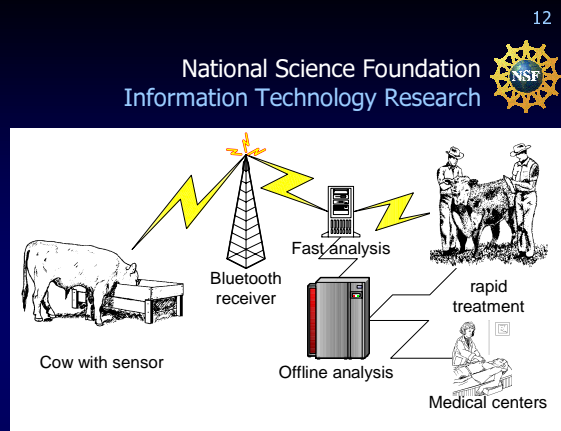 12
National Science Foundation
Information Technology Research
NSF
Fast analysis
Bluetooth
receiver
rapid
treatment
Cow with sensor
Offline analysis
Medical centers